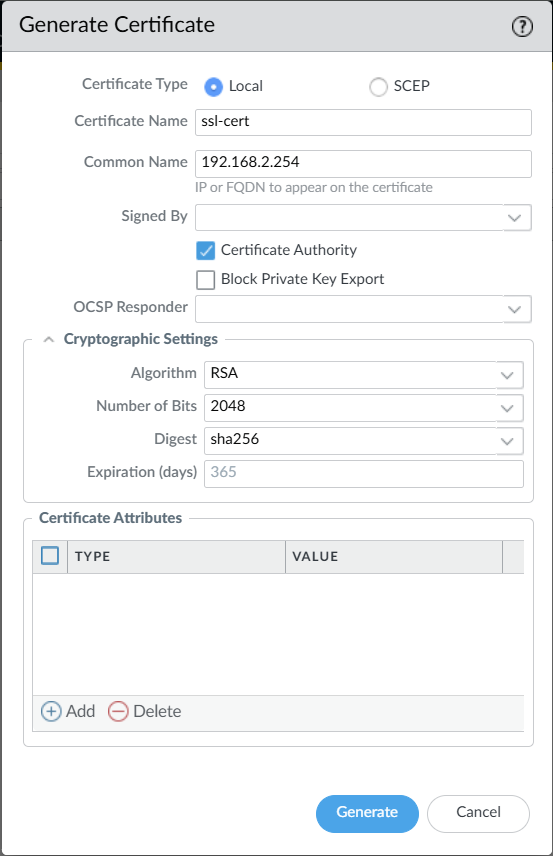 Generate Certificate ?
Certificate Type Local SCEP
Certificate Name ssl-cert
Common Name 192.168.2.254
IP or FQDN to appear on the certificate
Signed By
Certificate Authority
Block Private Key Export
OCSP Responder
Cryptographic Settings
Algorithm RSA
Number of Bits 2048
Digest sha256
Expiration (days) 365
Certificate Attributes
TYPE VALUE
Add Delete
Generate Cancel